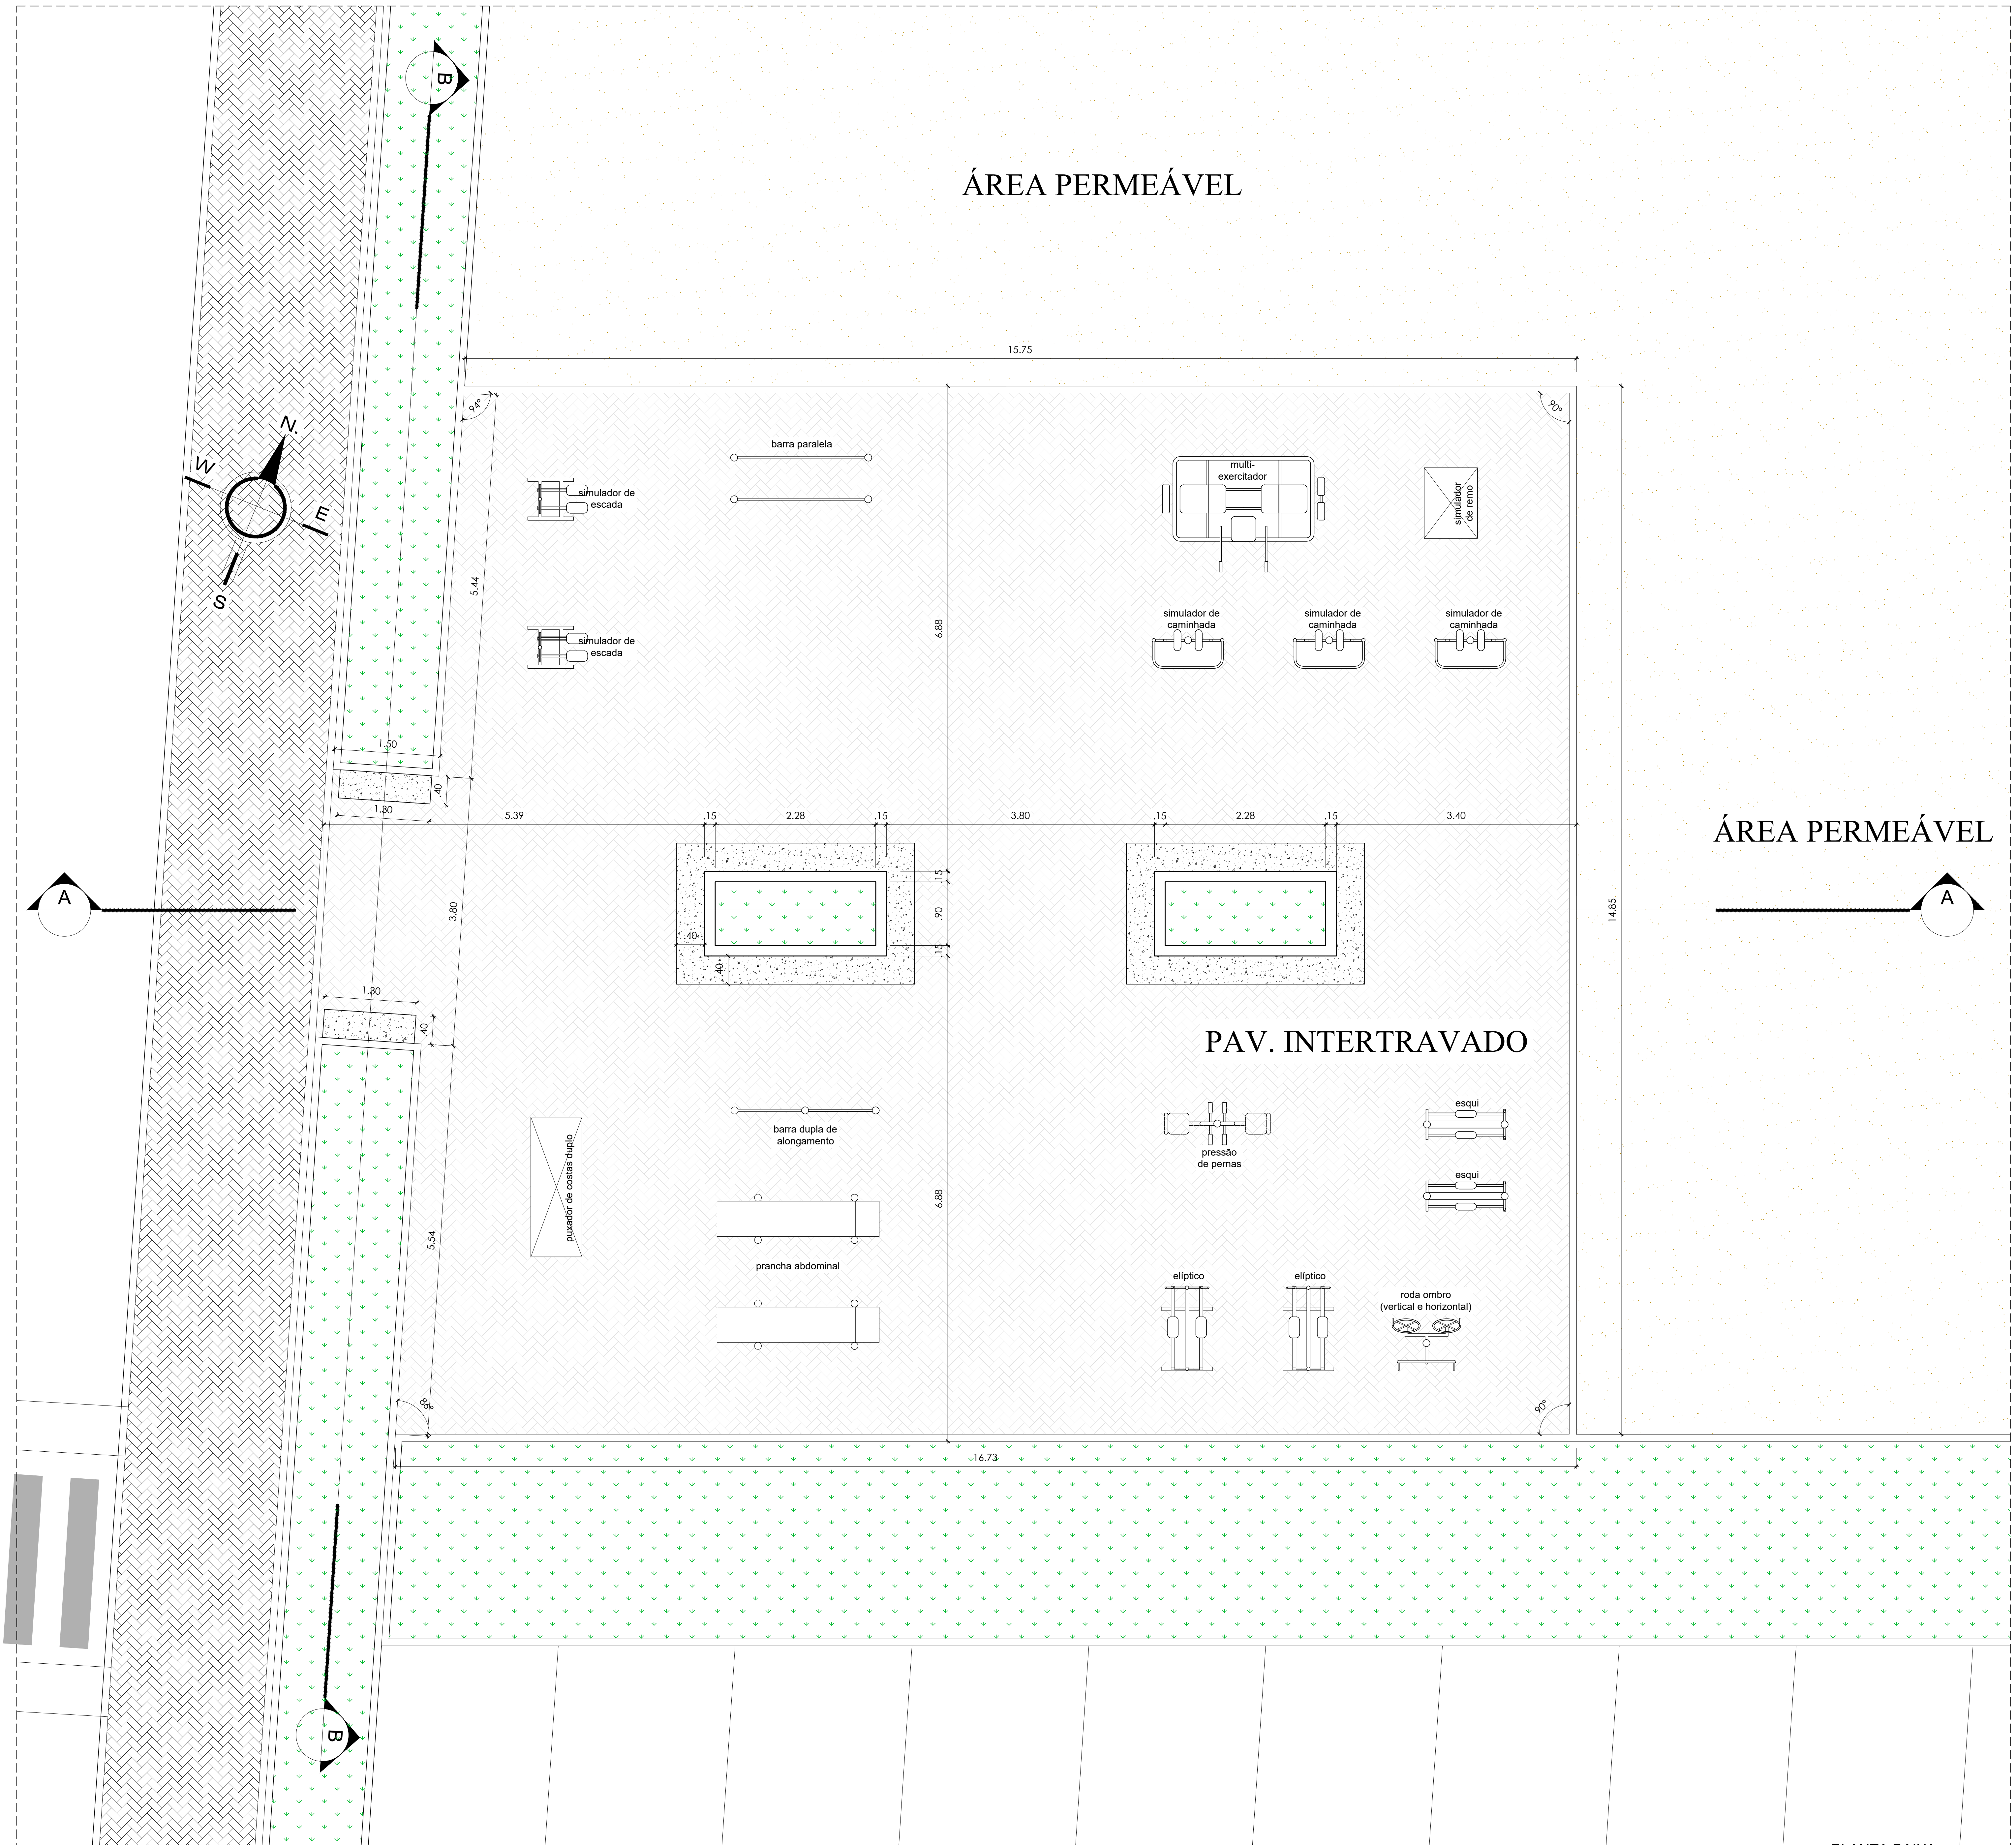 B
ÁREA PERMEÁVEL
15.75
94°
90°
N.
W
E
S
barra paralela
simulador de
escada
multi-
exercitador
simulador
de remo
5.44
6.88
simulador de
escada
simulador de
caminhada
simulador de
caminhada
simulador de
caminhada
1.50
.40
1.30
5.39
.15
2.28
.15
3.80
.15
2.28
.15
3.40
ÁREA PERMEÁVEL
A
3.80
.15
.90
.15
.40
.40
14.85
A
1.30
.40
PAV. INTERTRAVADO
esqui
barra dupla de
alongamento
pressão
de pernas
puxador de costas duplo
esqui
6.88
5.54
prancha abdominal
elíptico
elíptico
roda ombro
(vertical e horizontal)
86°
90°
16.73
B